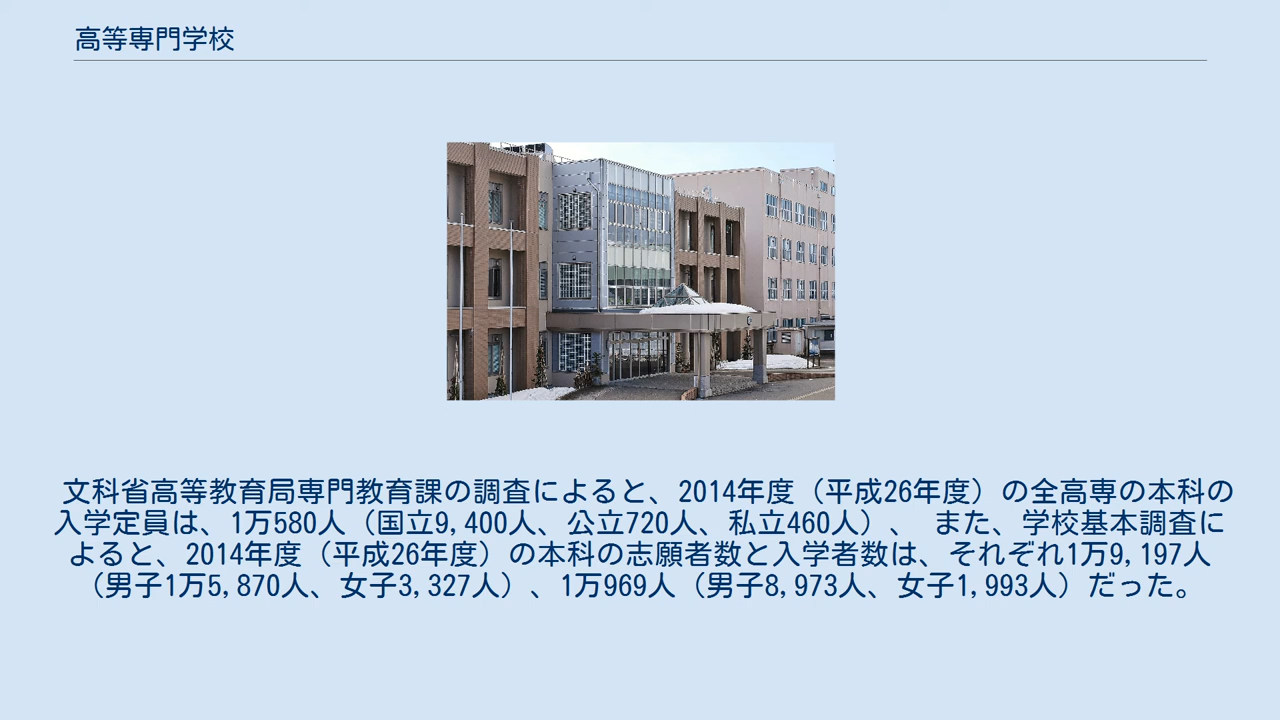 高等専門学校
文科省高等教育局専門教育課の調査によると、2014年度（平成26年度）の全高専の本科の
入学定員は、1万580人（国立9,400人、公立720人、私立460人）、 また、学校基本調査に
よると、2014年度（平成26年度）の本科の志願者数と入学者数は、それぞれ1万9,197人
（男子1万5,870人、女子3,327人）、1万969人（男子8,973人、女子1,993人）だった。